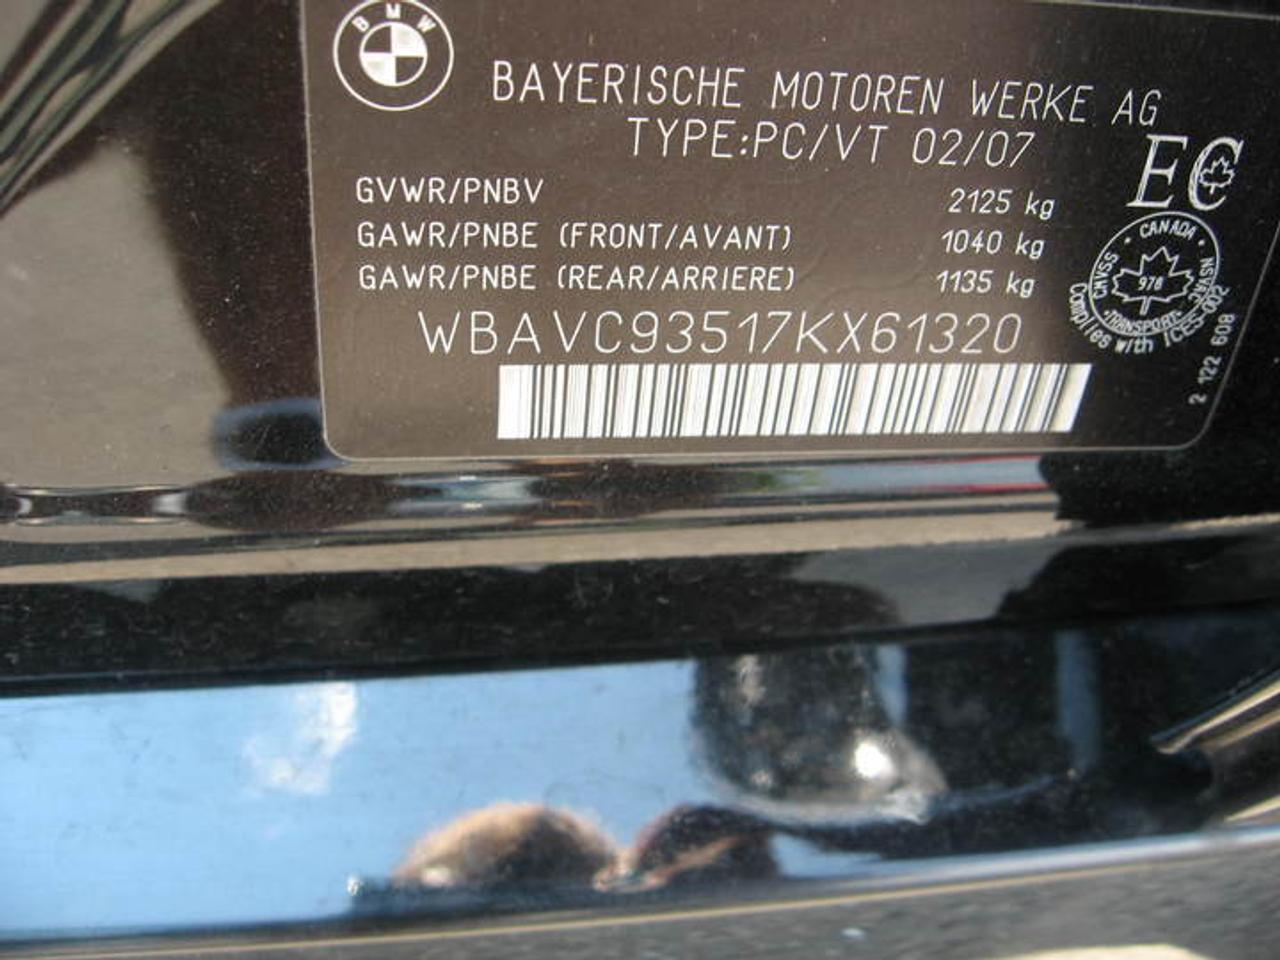 BMW
BAYERISCHE MOTOREN WERKE AG
TYPE:PC/VT 02/07
EC
GVWR/PNBV 2125 kg
GAWR/PNBE (FRONT/AVANT) 1040 kg
GAWR/PNBE (REAR/ARRIERE) 1135 kg
CANADA
CMVSS 978 NSVAC
TRANSPORT
Complies with ICES-002
WBAVC93517KX61320
2 122 608